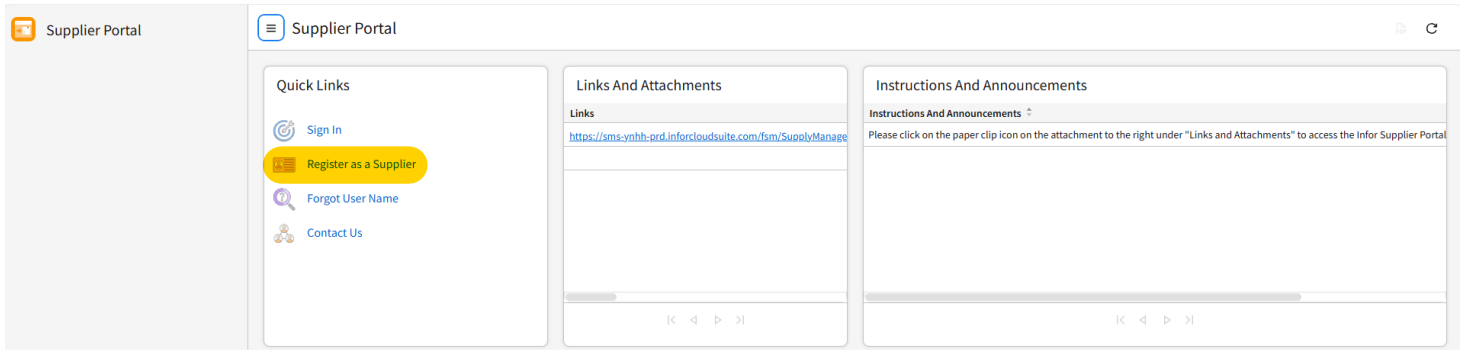 Supplier Portal
Supplier Portal
Quick Links
Sign In
Register as a Supplier
Forgot User Name
Contact Us
Links And Attachments
Links
https://sms-ynhh-prd.inforcloudsuite.com/fsm/SupplyManage
Instructions And Announcements
Instructions And Announcements
Please click on the paper clip icon on the attachment to the right under "Links and Attachments" to access the Infor Supplier Portal